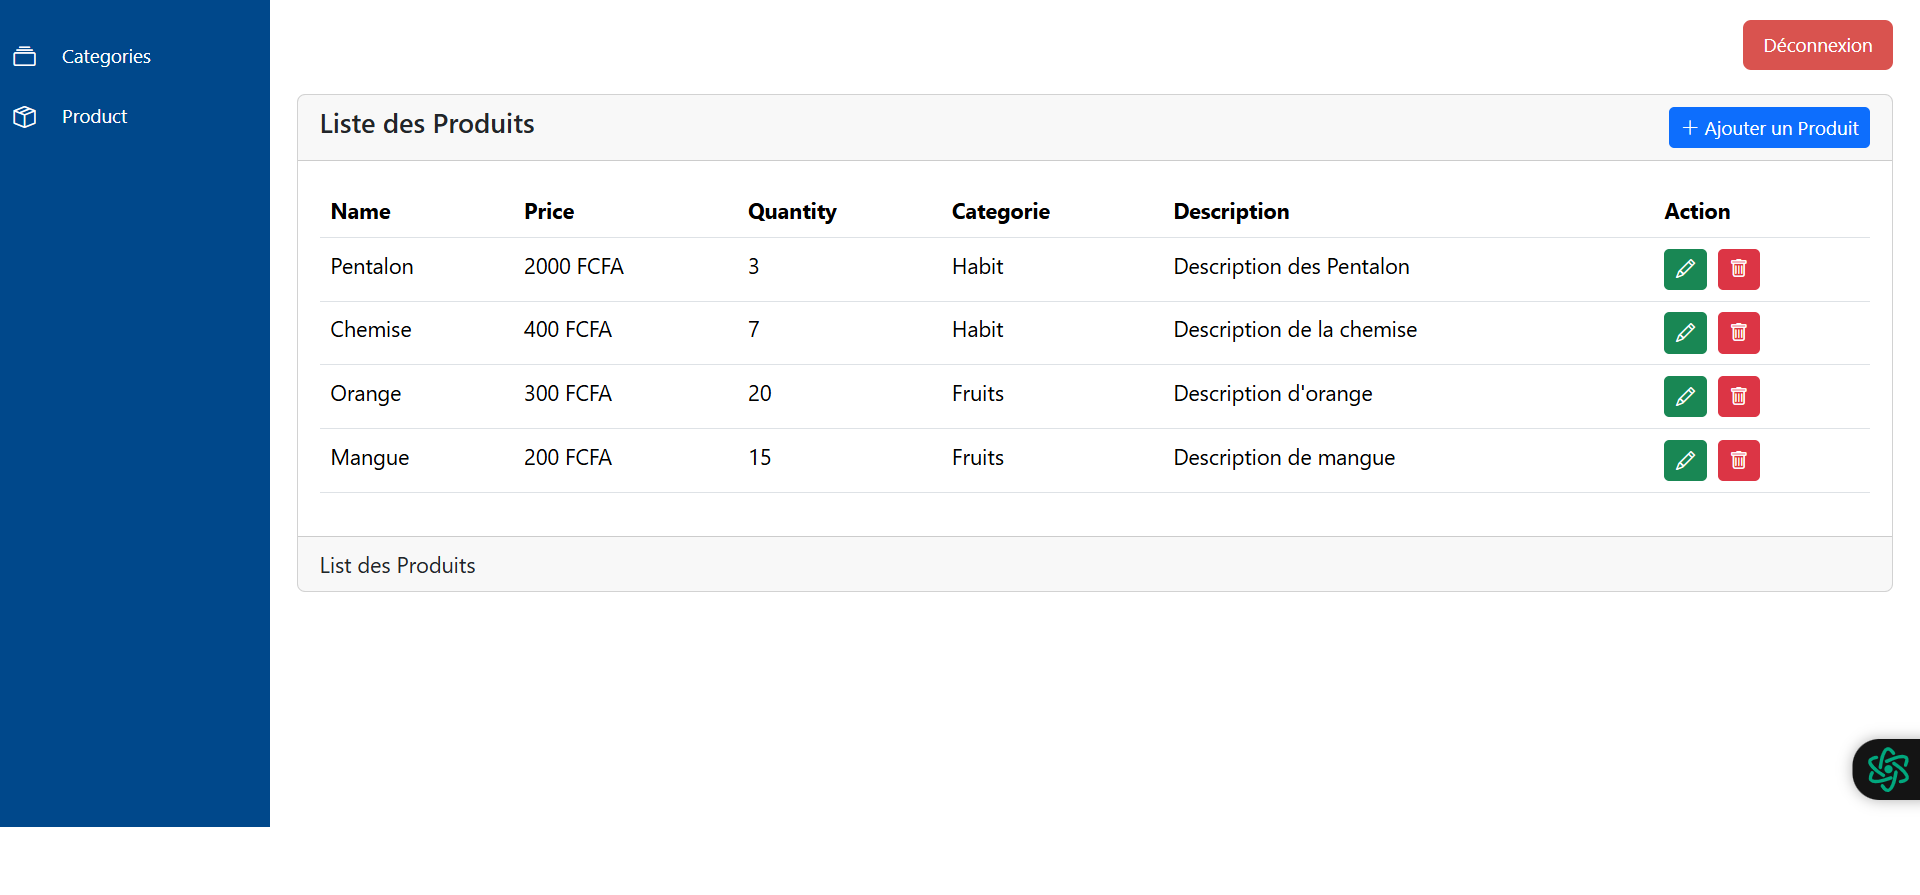 Categories
Product
Déconnexion
Liste des Produits
+ Ajouter un Produit
Name Price Quantity Categorie Description Action
Pentalon 2000 FCFA 3 Habit Description des Pentalon
Chemise 400 FCFA 7 Habit Description de la chemise
Orange 300 FCFA 20 Fruits Description d'orange
Mangue 200 FCFA 15 Fruits Description de mangue
List des Produits